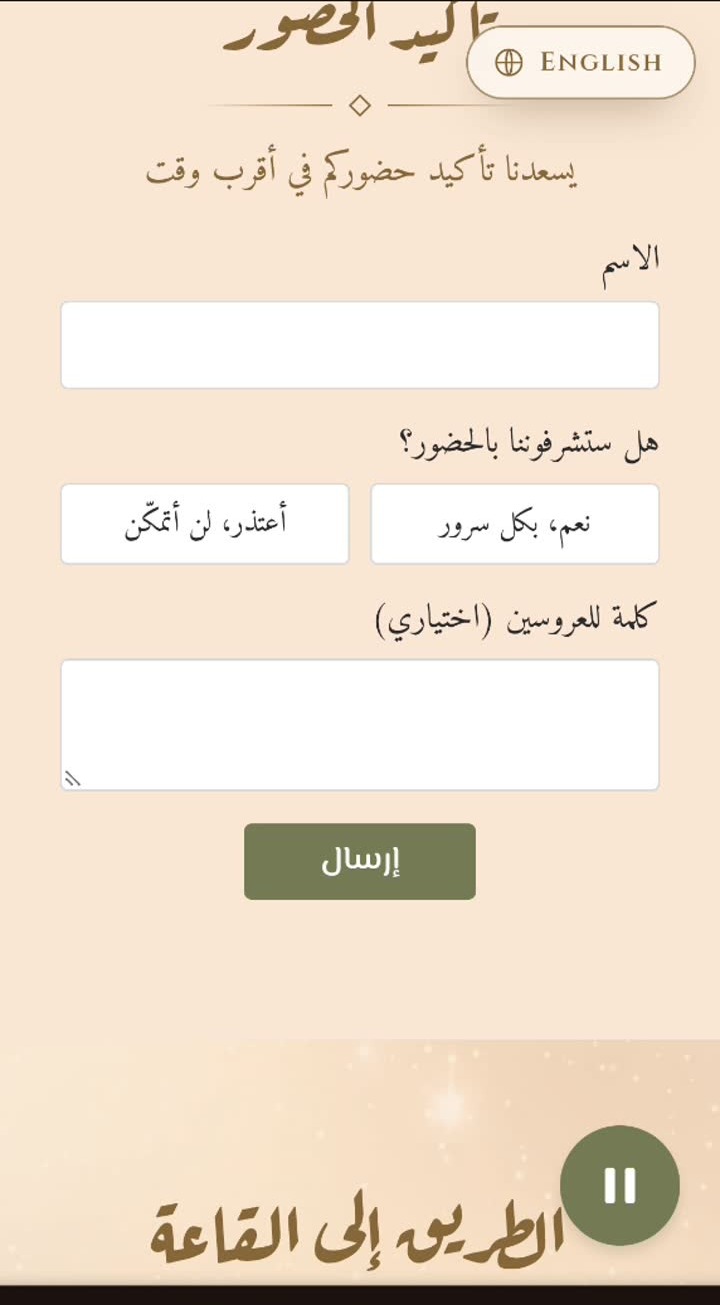 تأكيد الحضور
English
يسعدنا تأكيد حضوركم في أقرب وقت
الاسم
هل ستشرفوننا بالحضور؟
نعم، بكل سرور
أعتذر، لن أتمكّن
كلمة للعروسين (اختياري)
إرسال
الطريق إلى القاعة